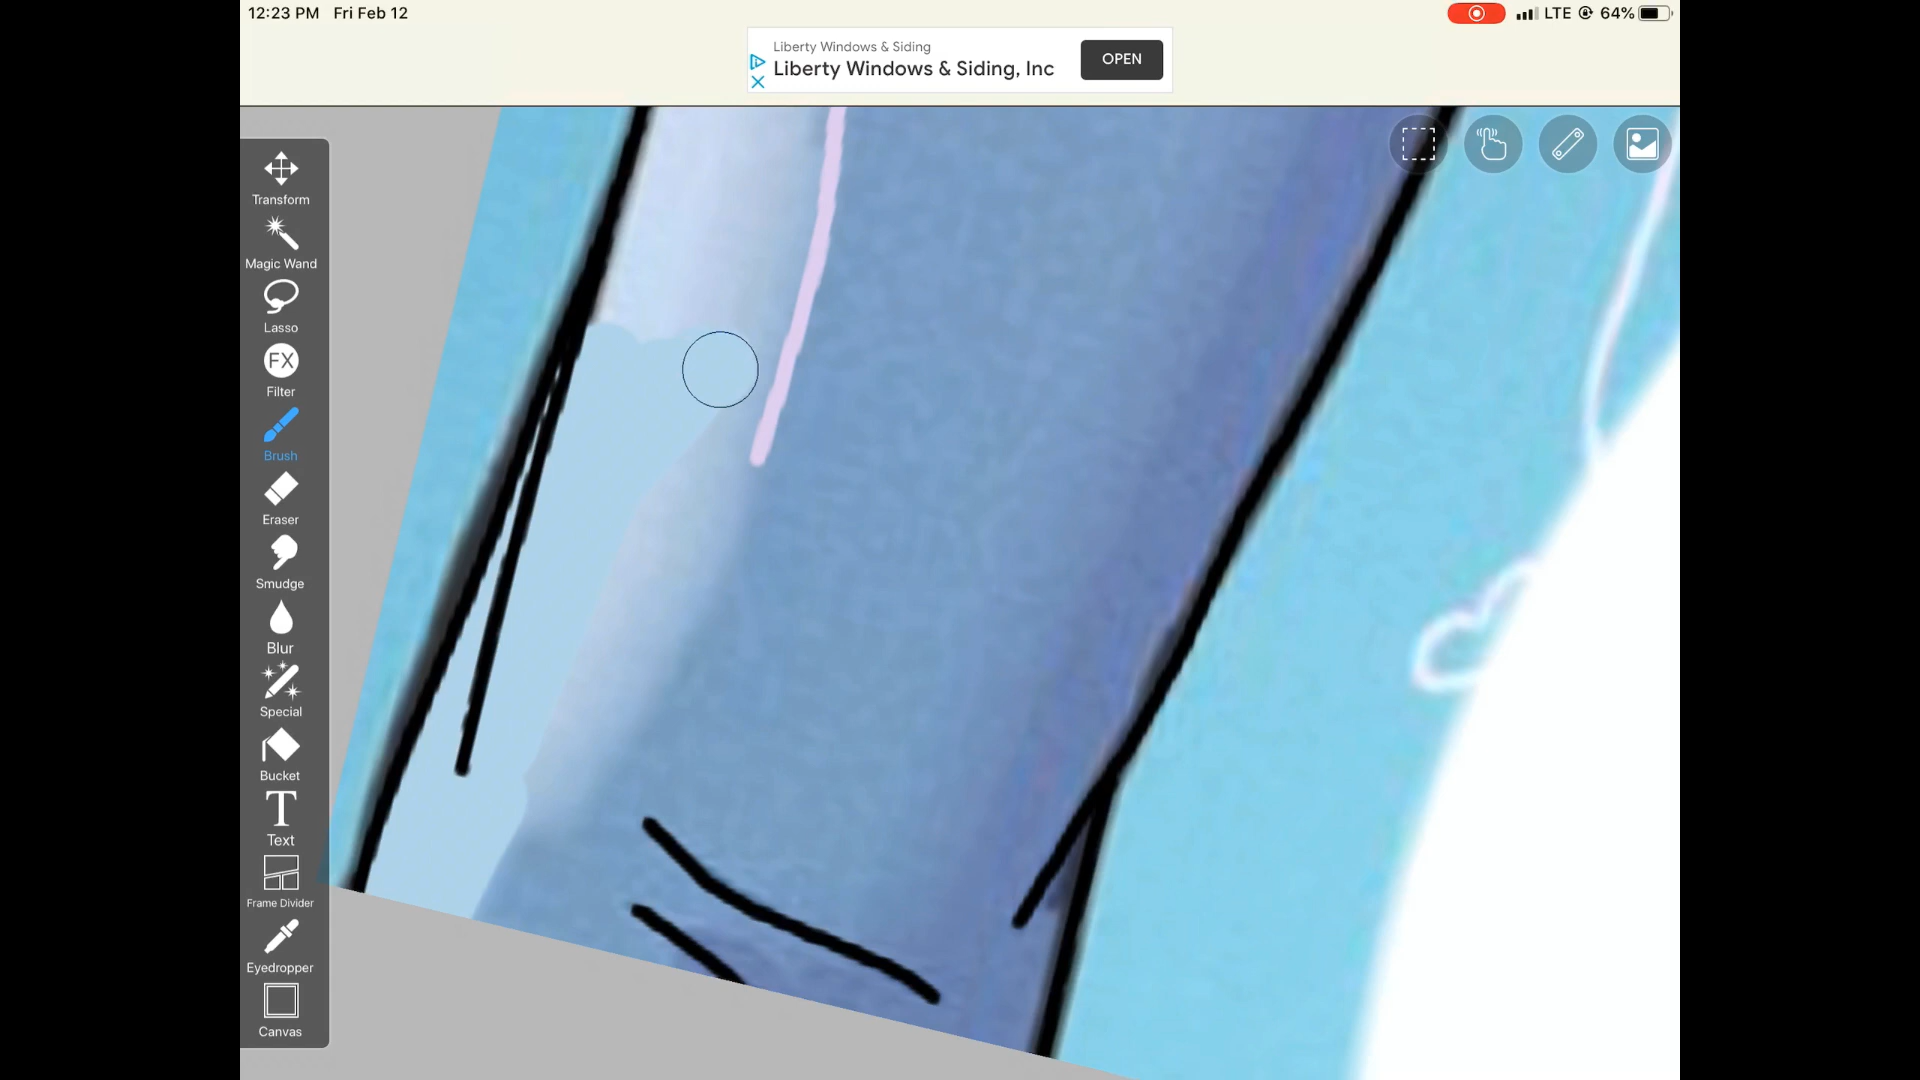 12:23 PM Fri Feb 12
LTE 64%
Liberty Windows & Siding
Liberty Windows & Siding, Inc
OPEN
Transform
Magic Wand
Lasso
FX
Filter
Brush
Eraser
Smudge
Blur
Special
Bucket
T
Text
Frame Divider
Eyedropper
Canvas